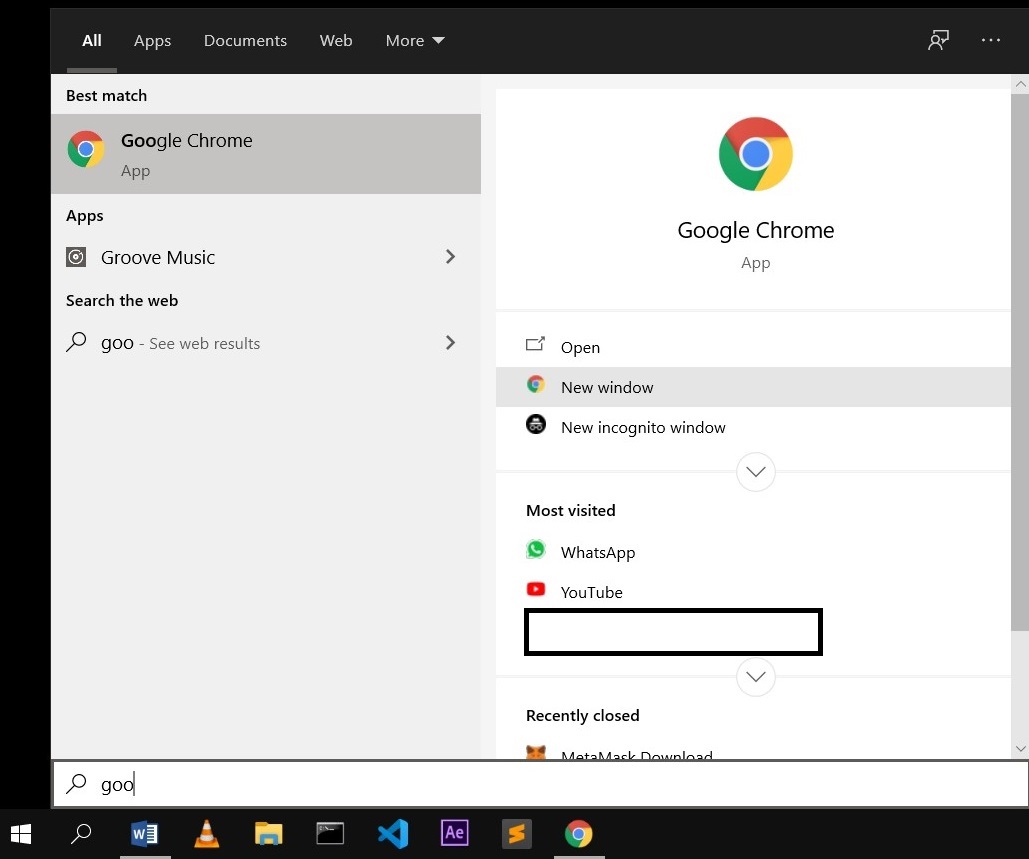 All Apps Documents Web More
Best match
Google Chrome
App
Apps
Groove Music
Search the web
goo - See web results
Google Chrome
App
Open
New window
New incognito window
Most visited
WhatsApp
YouTube
Recently closed
MetaMask Download
goo
W
Ae
S